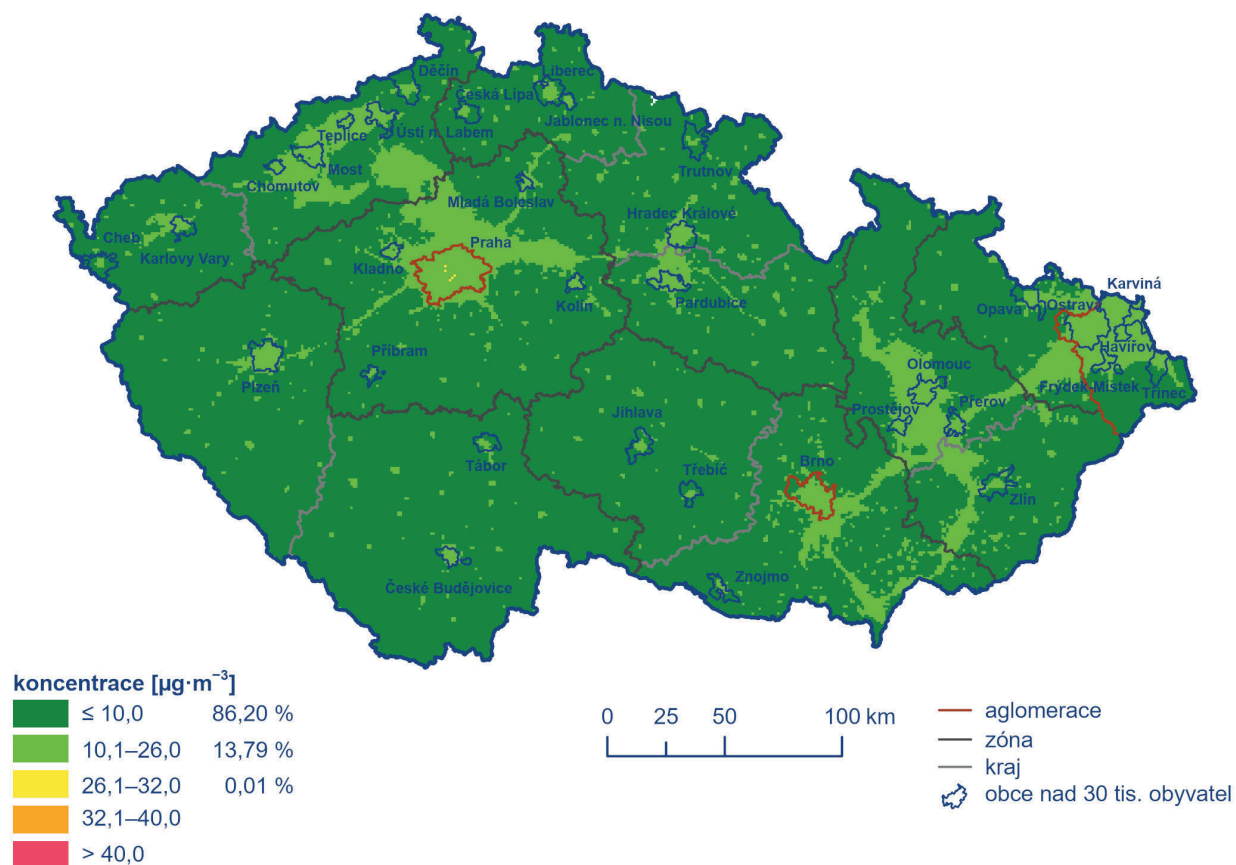 Děčín
Liberec
Česká Lípa
Jablonec n. Nisou
Teplice
Ústí n. Labem
Trutnov
Most
Chomutov
Mladá Boleslav
Hradec Králové
Cheb
Karlovy Vary
Praha
Kladno
Kolín
Pardubice
Karviná
Opava
Ostrava
Havířov
Příbram
Plzeň
Olomouc
Frýdek-Místek
Třinec
Prostějov
Přerov
Jihlava
Tábor
Třebíč
Brno
Zlín
České Budějovice
Znojmo
koncentrace [µg·m⁻³]
≤ 10,0 86,20 %
10,1–26,0 13,79 %
26,1–32,0 0,01 %
32,1–40,0
> 40,0
0 25 50 100 km
aglomerace
zóna
kraj
obce nad 30 tis. obyvatel